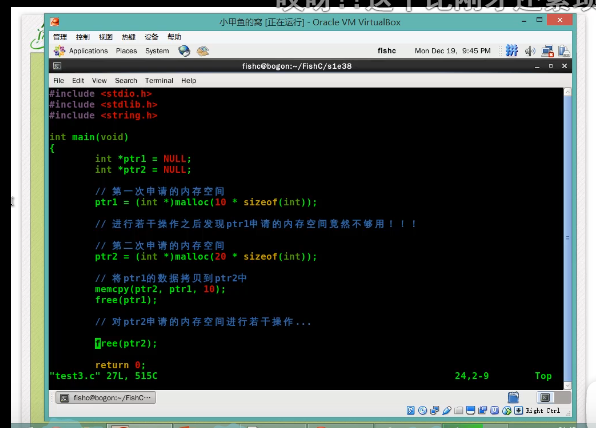 小甲鱼的窝 [正在运行] - Oracle VM VirtualBox
管理 控制 视图 热键 设备 帮助
Applications Places System fishc Mon Dec 19, 9:45 PM 拼
fishc@bogon:~/FishC/s1e38
File Edit View Search Terminal Help
#include <stdio.h>
#include <stdlib.h>
#include <string.h>
int main(void)
{
int *ptr1 = NULL;
int *ptr2 = NULL;
// 第一次申请的内存空间
ptr1 = (int *)malloc(10 * sizeof(int));
// 进行若干操作之后发现ptr1申请的内存空间竟然不够用！！！
// 第二次申请的内存空间
ptr2 = (int *)malloc(20 * sizeof(int));
// 将ptr1的数据拷贝到ptr2中
memcpy(ptr2, ptr1, 10);
free(ptr1);
// 对ptr2申请的内存空间进行若干操作...
free(ptr2);
return 0;
"test3.c" 27L, 515C 24,2-9 Top
fishc@bogon:~/FishC...
Right Ctrl